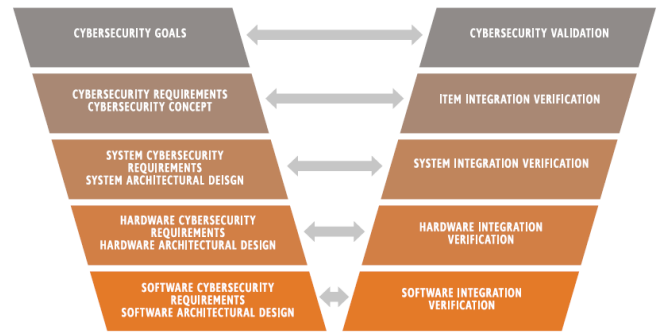 CYBERSECURITY GOALS
CYBERSECURITY VALIDATION
CYBERSECURITY REQUIREMENTS
CYBERSECURITY CONCEPT
ITEM INTEGRATION VERIFICATION
SYSTEM CYBERSECURITY
REQUIREMENTS
SYSTEM ARCHITECTURAL DEISGN
SYSTEM INTEGRATION VERIFICATION
HARDWARE CYBERSECURITY
REQUIREMENTS
HARDWARE ARCHITECTURAL DESIGN
HARDWARE INTEGRATION
VERIFICATION
SOFTWARE CYBERSECURITY
REQUIREMENTS
SOFTWARE ARCHITECTURAL DESIGN
SOFTWARE INTEGRATION
VERIFICATION